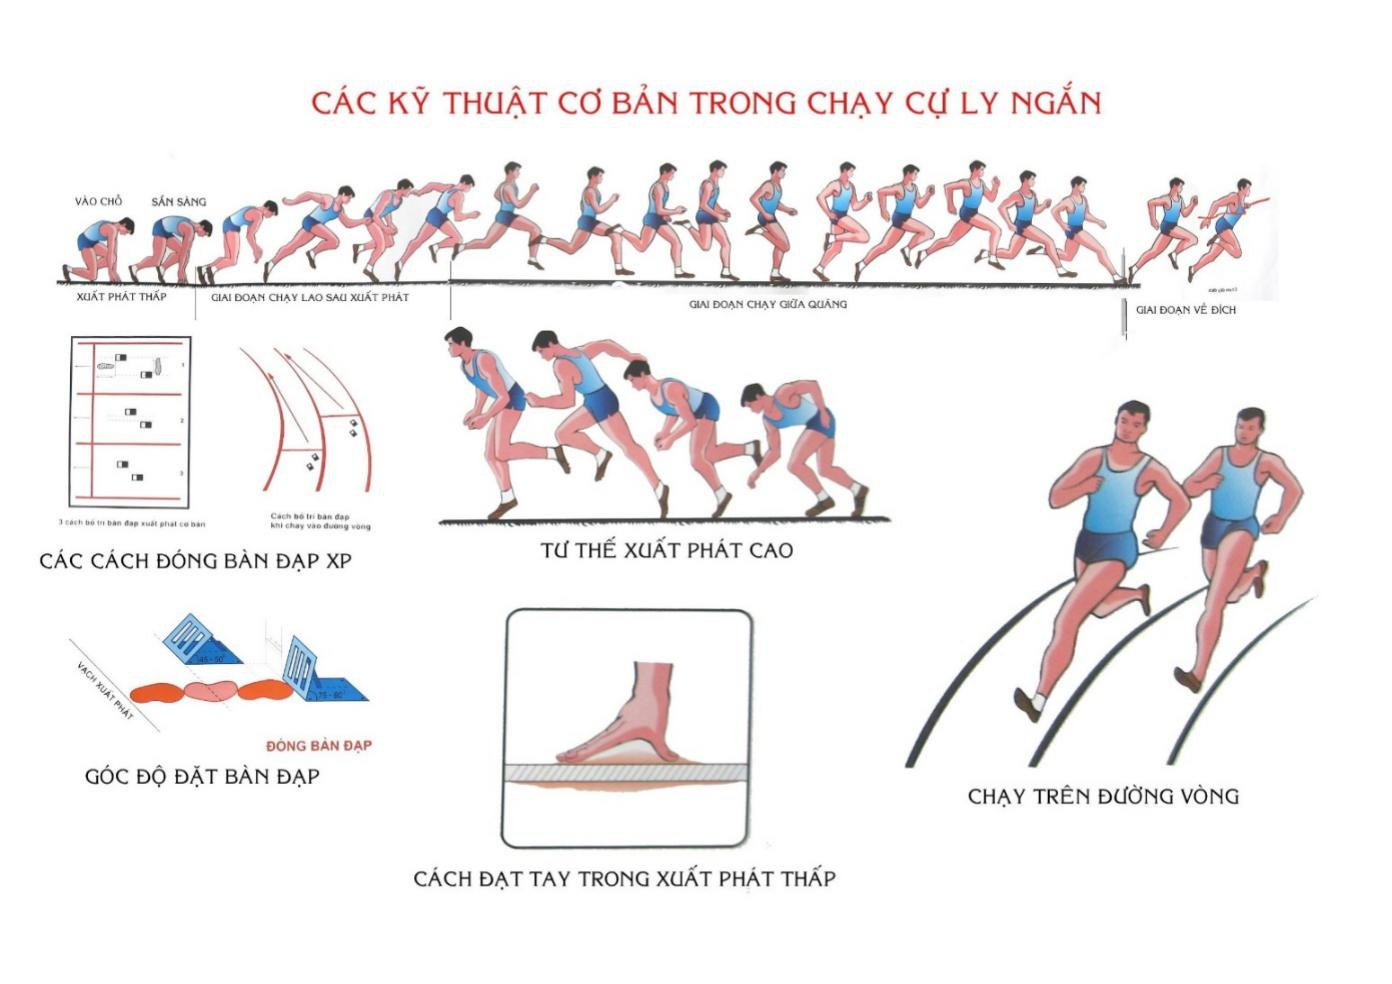 CÁC KỸ THUẬT CƠ BẢN TRONG CHẠY CỰ LY NGẮN
VÀO CHỖ
SẴN SÀNG
XUẤT PHÁT THẤP
GIAI ĐOẠN CHẠY LAO SAU XUẤT PHÁT
GIAI ĐOẠN CHẠY GIỮA QUÃNG
GIAI ĐOẠN VỀ ĐÍCH
1
2
3
3 cách bố trí bàn đạp xuất phát cơ bản
Cách bố trí bàn đạp
khi chạy vào đường vòng
CÁC CÁCH ĐÓNG BÀN ĐẠP XP
TƯ THẾ XUẤT PHÁT CAO
VẠCH XUẤT PHÁT
45 - 50°
75 - 80°
ĐÓNG BÀN ĐẠP
GÓC ĐỘ ĐẶT BÀN ĐẠP
CHẠY TRÊN ĐƯỜNG VÒNG
CÁCH ĐẠT TAY TRONG XUẤT PHÁT THẤP